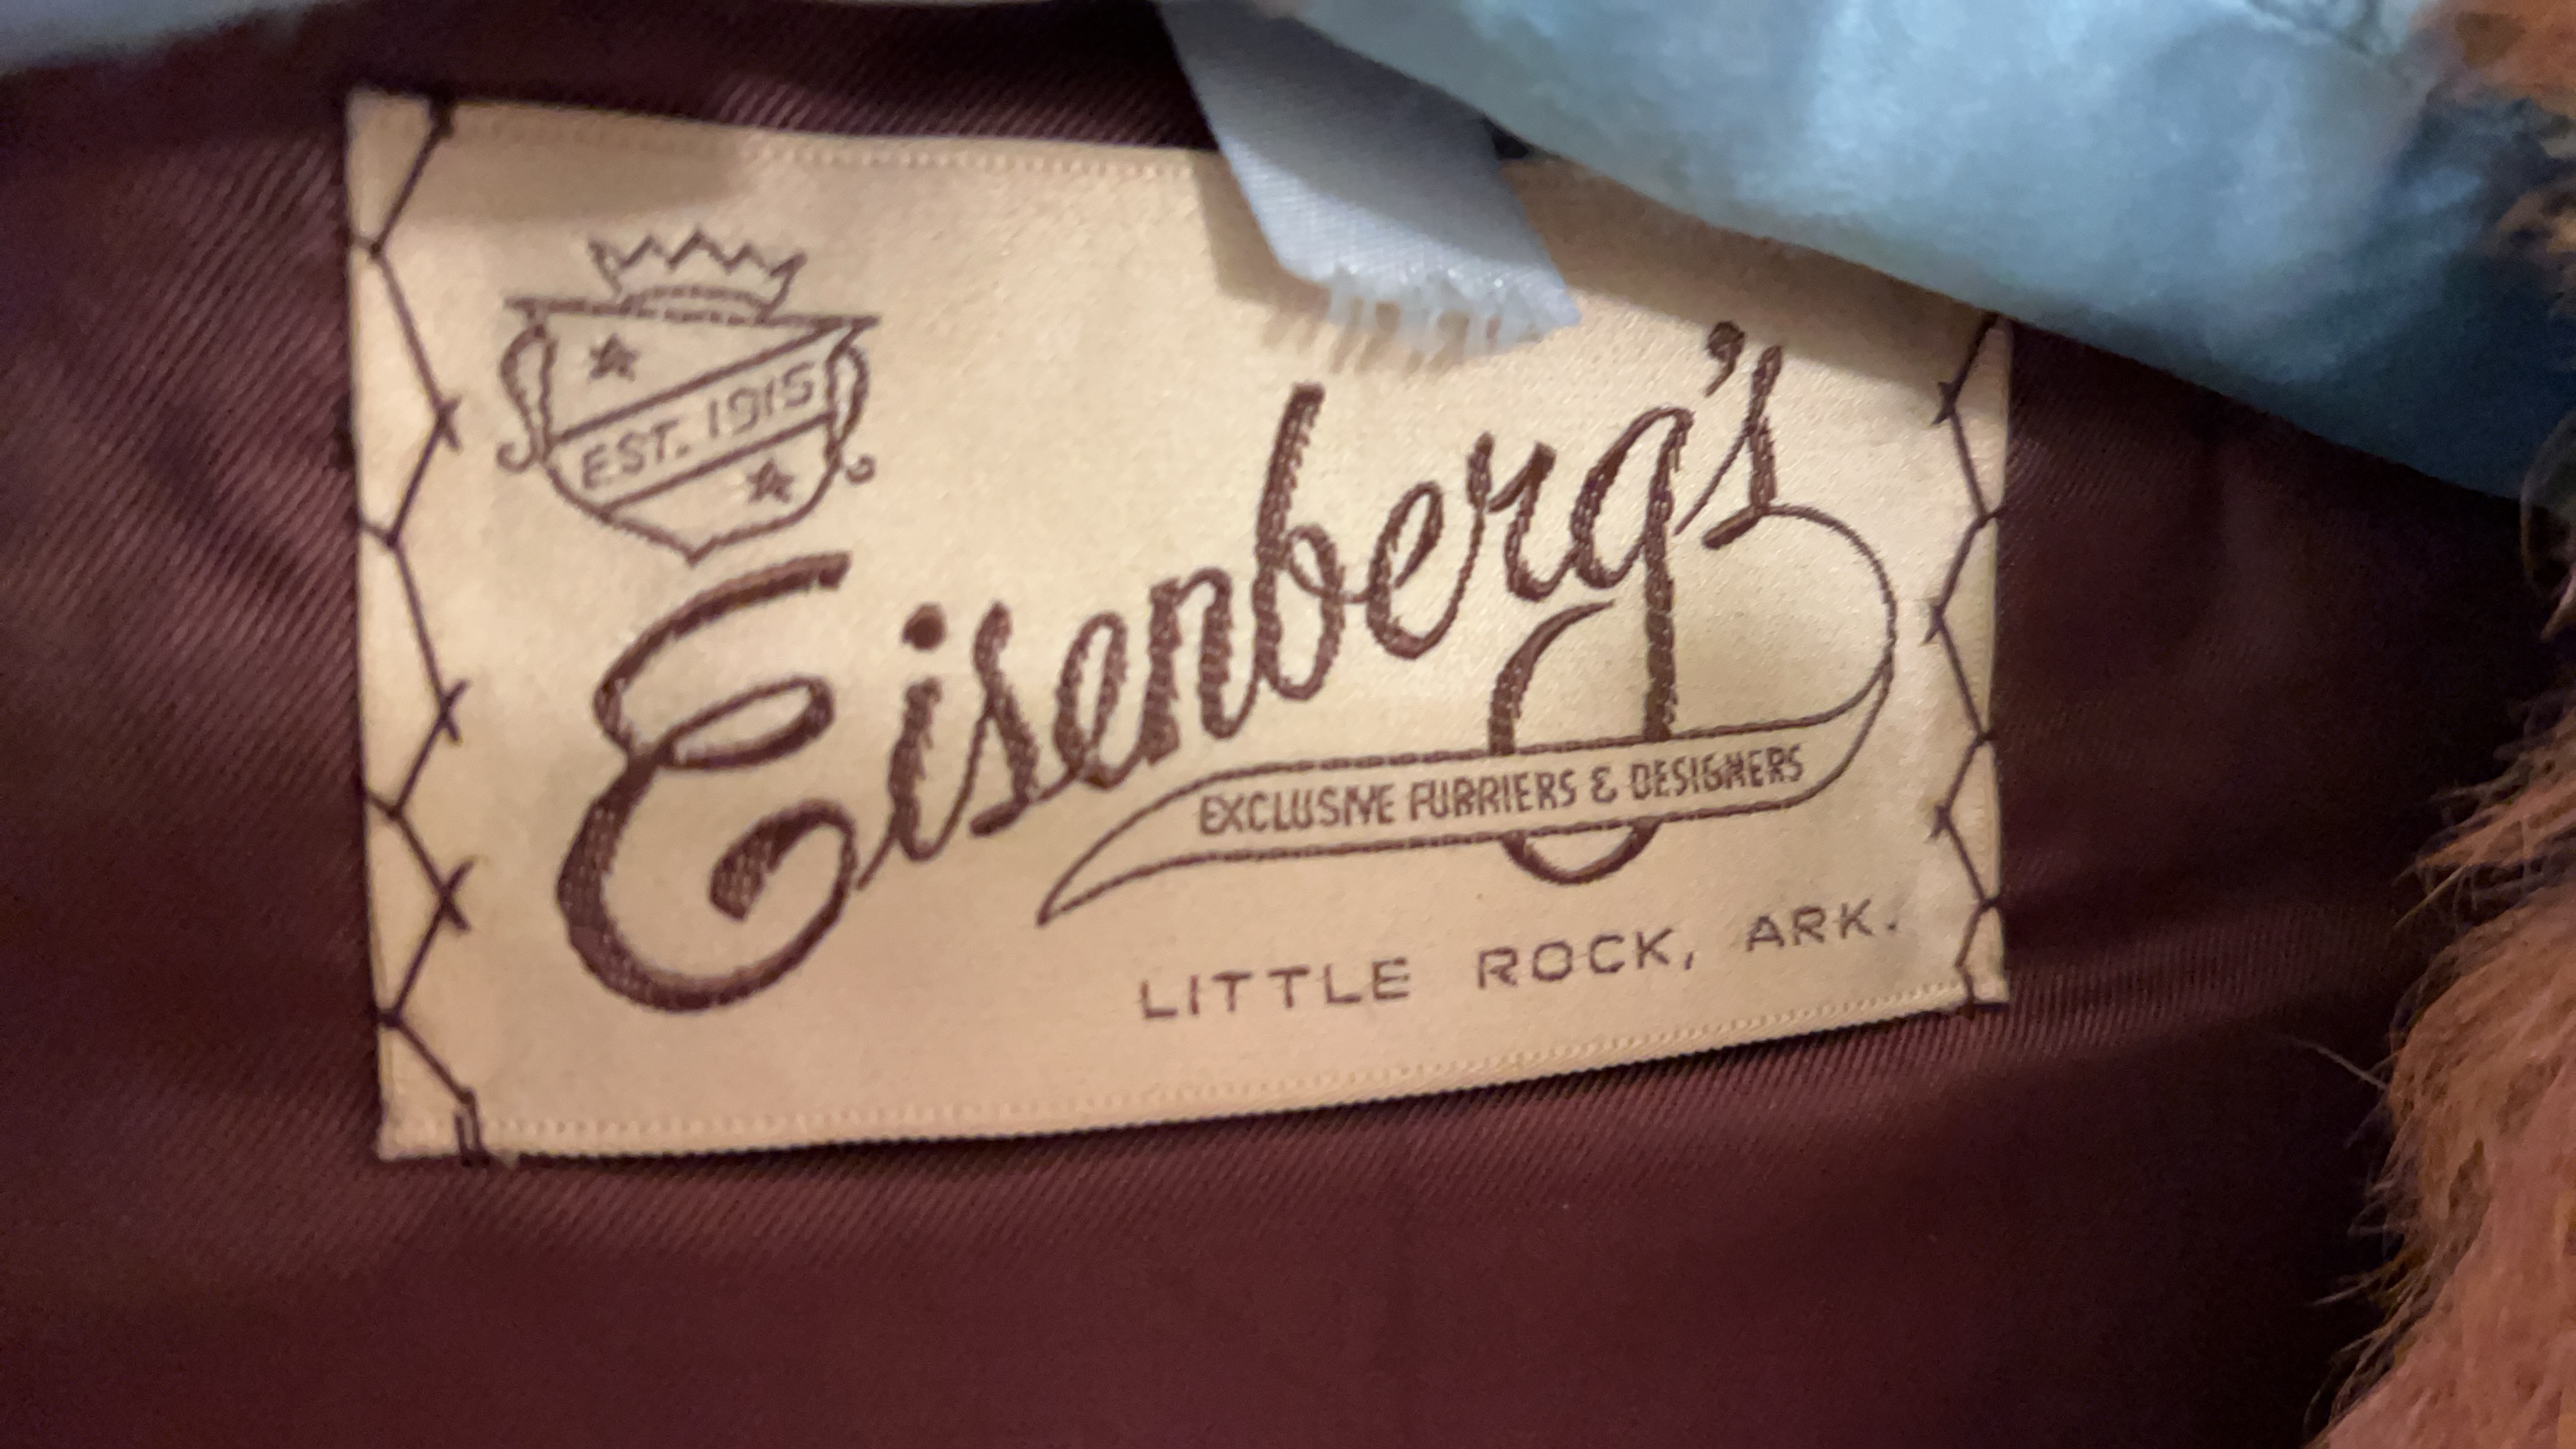 EST. 1915
Eisenberg's
EXCLUSIVE FURRIERS & DESIGNERS
LITTLE ROCK, ARK.